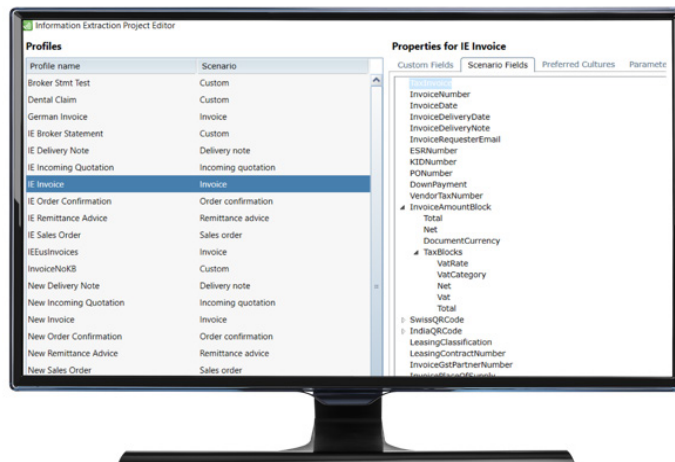 Information Extraction Project Editor
Profiles
Profile name Scenario
Broker Stmt Test Custom
Dental Claim Custom
German Invoice Invoice
IE Broker Statement Custom
IE Delivery Note Delivery note
IE Incoming Quotation Incoming quotation
IE Invoice Invoice
IE Order Confirmation Order confirmation
IE Remittance Advice Remittance advice
IE Sales Order Sales order
IEEusInvoices Invoice
InvoiceNoKB Custom
New Delivery Note Delivery note
New Incoming Quotation Incoming quotation
New Invoice Invoice
New Order Confirmation Order confirmation
New Remittance Advice Remittance advice
New Sales Order Sales order
Properties for IE Invoice
Custom Fields Scenario Fields Preferred Cultures Paramete
InvoiceNumber
InvoiceDate
InvoiceDeliveryDate
InvoiceDeliveryNote
InvoiceRequesterEmail
ESRNumber
KIDNumber
PONumber
DownPayment
VendorTaxNumber
InvoiceAmountBlock
Total
Net
DocumentCurrency
TaxBlocks
VatRate
VatCategory
Net
Vat
Total
SwissQRCode
IndiaQRCode
LeasingClassification
LeasingContractNumber
InvoiceGstPartnerNumber
InvoicePlaceOfSupply